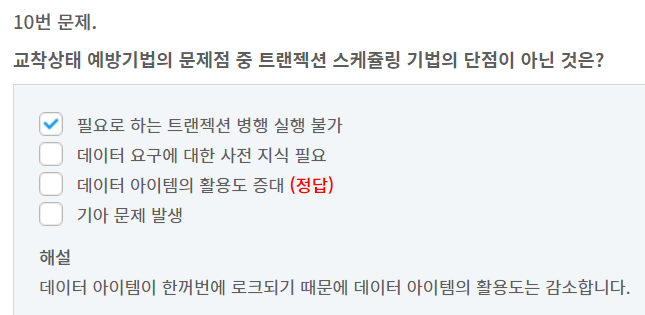 10번 문제.
교착상태 예방기법의 문제점 중 트랜젝션 스케쥴링 기법의 단점이 아닌 것은?
필요로 하는 트랜젝션 병행 실행 불가
데이터 요구에 대한 사전 지식 필요
데이터 아이템의 활용도 증대 (정답)
기아 문제 발생
해설
데이터 아이템이 한꺼번에 로크되기 때문에 데이터 아이템의 활용도는 감소합니다.